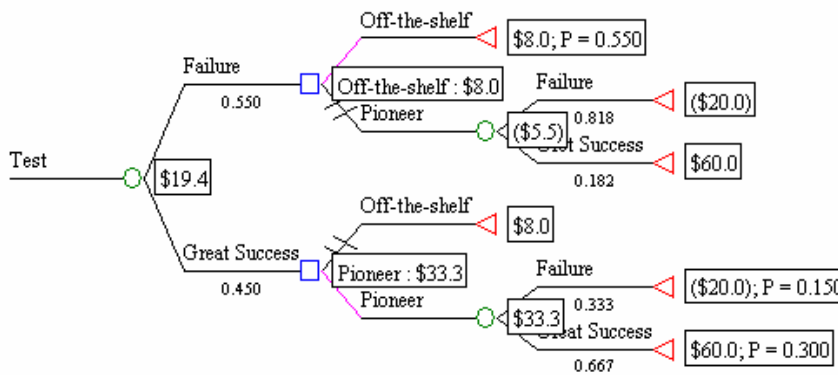 Off-the-shelf
$8.0; P = 0.550
Failure
0.550
Off-the-shelf : $8.0
Pioneer
Failure
0.818
($20.0)
($5.5)
Success
0.182
$60.0
Test
$19.4
Off-the-shelf
$8.0
Great Success
0.450
Pioneer : $33.3
Pioneer
Failure
0.333
($20.0); P = 0.150
$33.3
Great Success
0.667
$60.0; P = 0.300